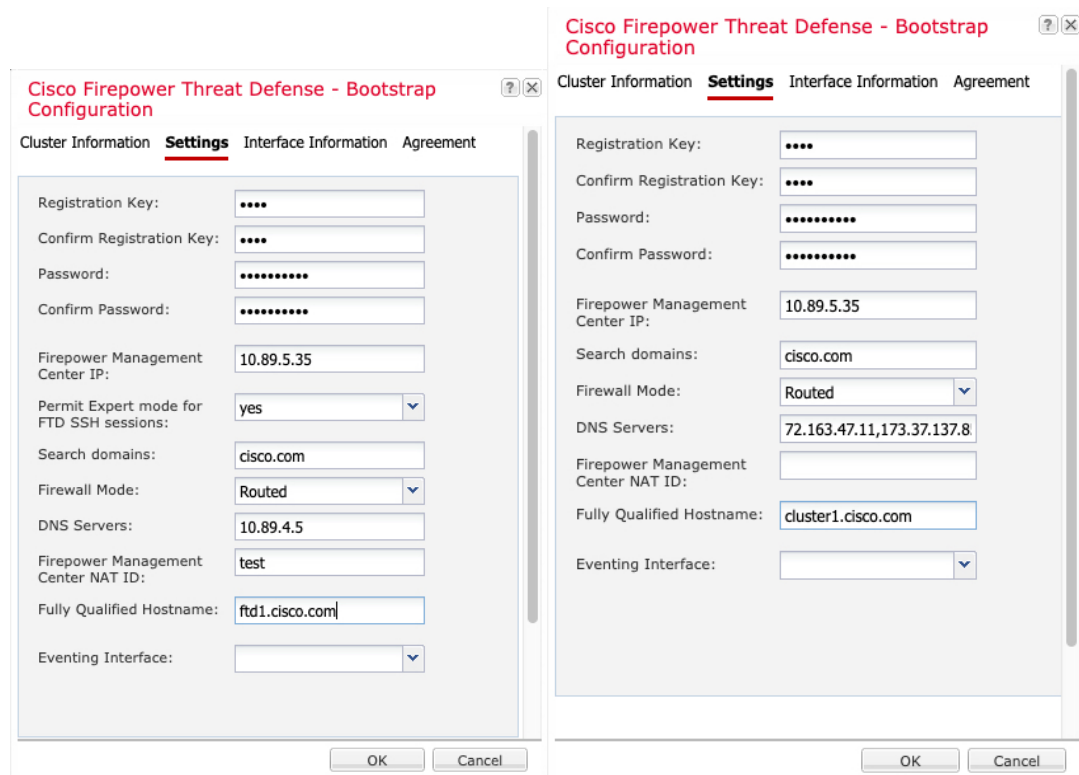 Cisco Firepower Threat Defense - Bootstrap
Configuration
? ×
Cluster Information Settings Interface Information Agreement
Registration Key: ••••
Confirm Registration Key: ••••
Password: ••••••••••
Confirm Password: ••••••••••
Firepower Management
Center IP: 10.89.5.35
Permit Expert mode for
FTD SSH sessions: yes
Search domains: cisco.com
Firewall Mode: Routed
DNS Servers: 10.89.4.5
Firepower Management
Center NAT ID: test
Fully Qualified Hostname: ftd1.cisco.com
Eventing Interface:
OK Cancel
Cisco Firepower Threat Defense - Bootstrap
Configuration
? ×
Cluster Information Settings Interface Information Agreement
Registration Key: ••••
Confirm Registration Key: ••••
Password: ••••••••••
Confirm Password: ••••••••••
Firepower Management
Center IP: 10.89.5.35
Search domains: cisco.com
Firewall Mode: Routed
DNS Servers: 72.163.47.11,173.37.137.8
Firepower Management
Center NAT ID:
Fully Qualified Hostname: cluster1.cisco.com
Eventing Interface:
OK Cancel